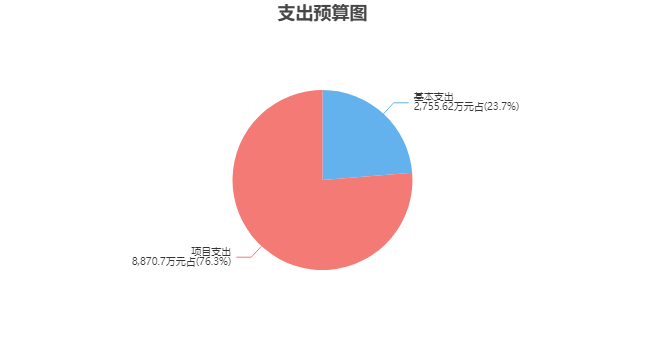 支出预算图
基本支出
2,755.62万元占(23.7%)
项目支出
8,870.7万元占(76.3%)